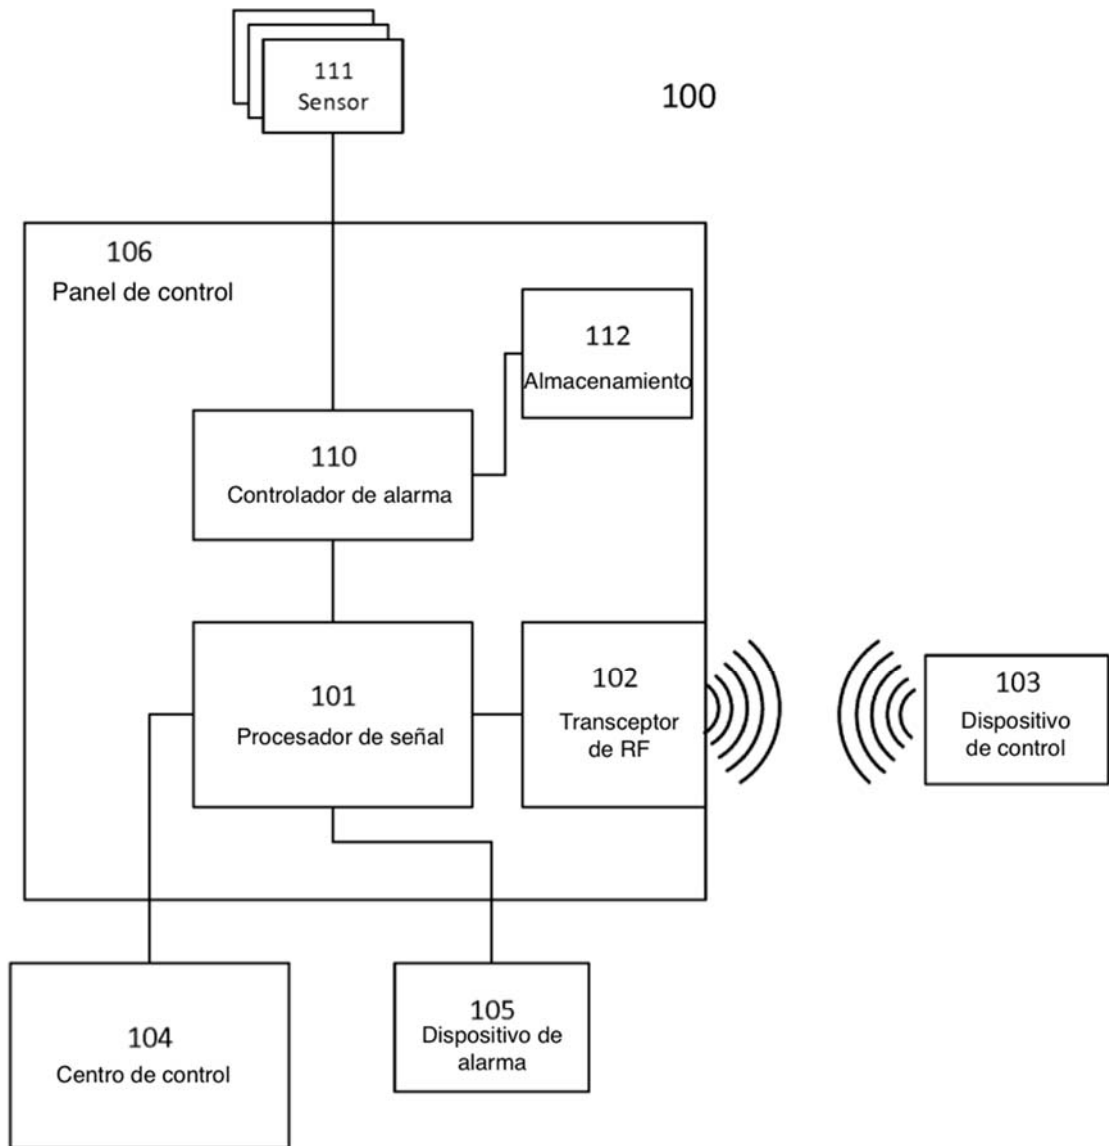 111
Sensor
100
106
Panel de control
112
Almacenamiento
110
Controlador de alarma
101
Procesador de señal
102
Transceptor
de RF
103
Dispositivo
de control
104
Centro de control
105
Dispositivo de
alarma